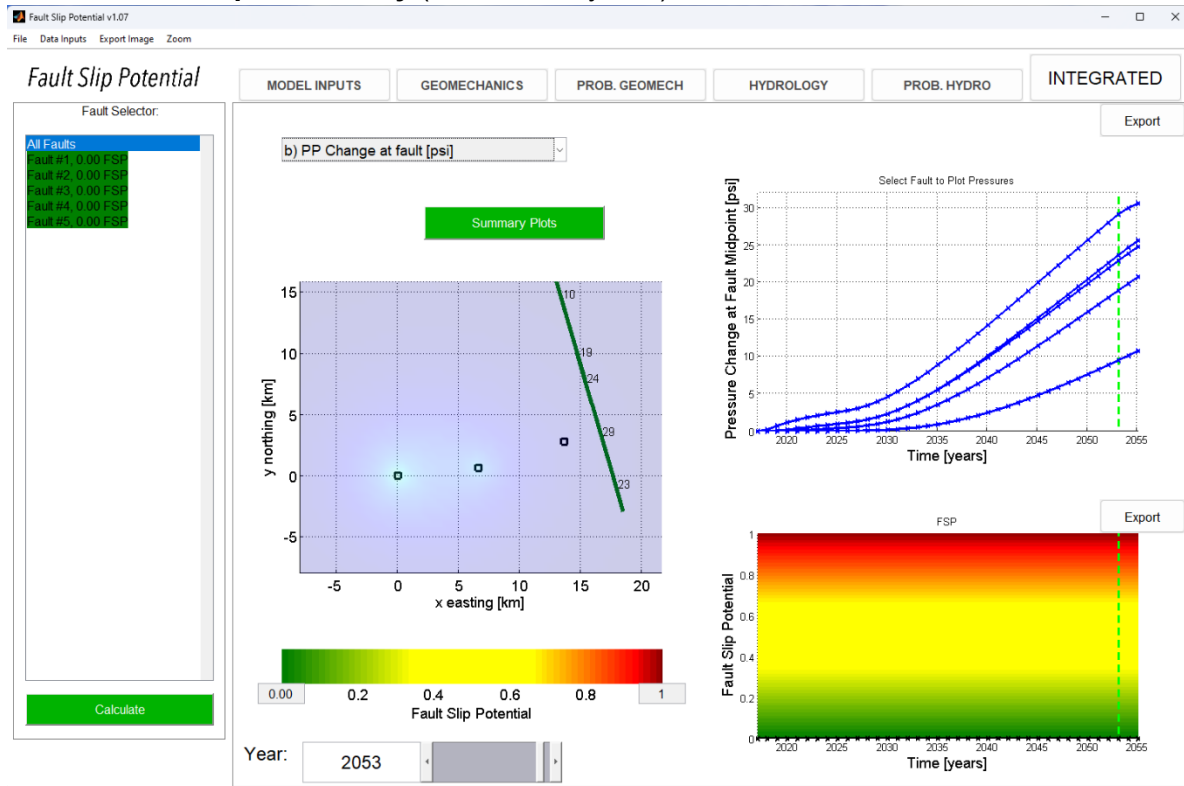 Fault Slip Potential v1.07
File Data Inputs Export Image Zoom
Fault Slip Potential
MODEL INPUTS GEOMECHANICS PROB. GEOMECH HYDROLOGY PROB. HYDRO INTEGRATED
Fault Selector:
All Faults
Fault #1, 0.00 FSP
Fault #2, 0.00 FSP
Fault #3, 0.00 FSP
Fault #4, 0.00 FSP
Fault #5, 0.00 FSP
Calculate
Export
b) PP Change at fault [psi]
Summary Plots
15
10
5
0
-5
y northing [km]
10
19
24
29
23
-5 0 5 10 15 20
x easting [km]
0.00 0.2 0.4 0.6 0.8 1
Fault Slip Potential
Year: 2053
Select Fault to Plot Pressures
Pressure Change at Fault Midpoint [psi]
30
25
20
15
10
5
0
2020 2025 2030 2035 2040 2045 2050 2055
Time [years]
Export
FSP
Fault Slip Potential
1
0.8
0.6
0.4
0.2
0
2020 2025 2030 2035 2040 2045 2050 2055
Time [years]